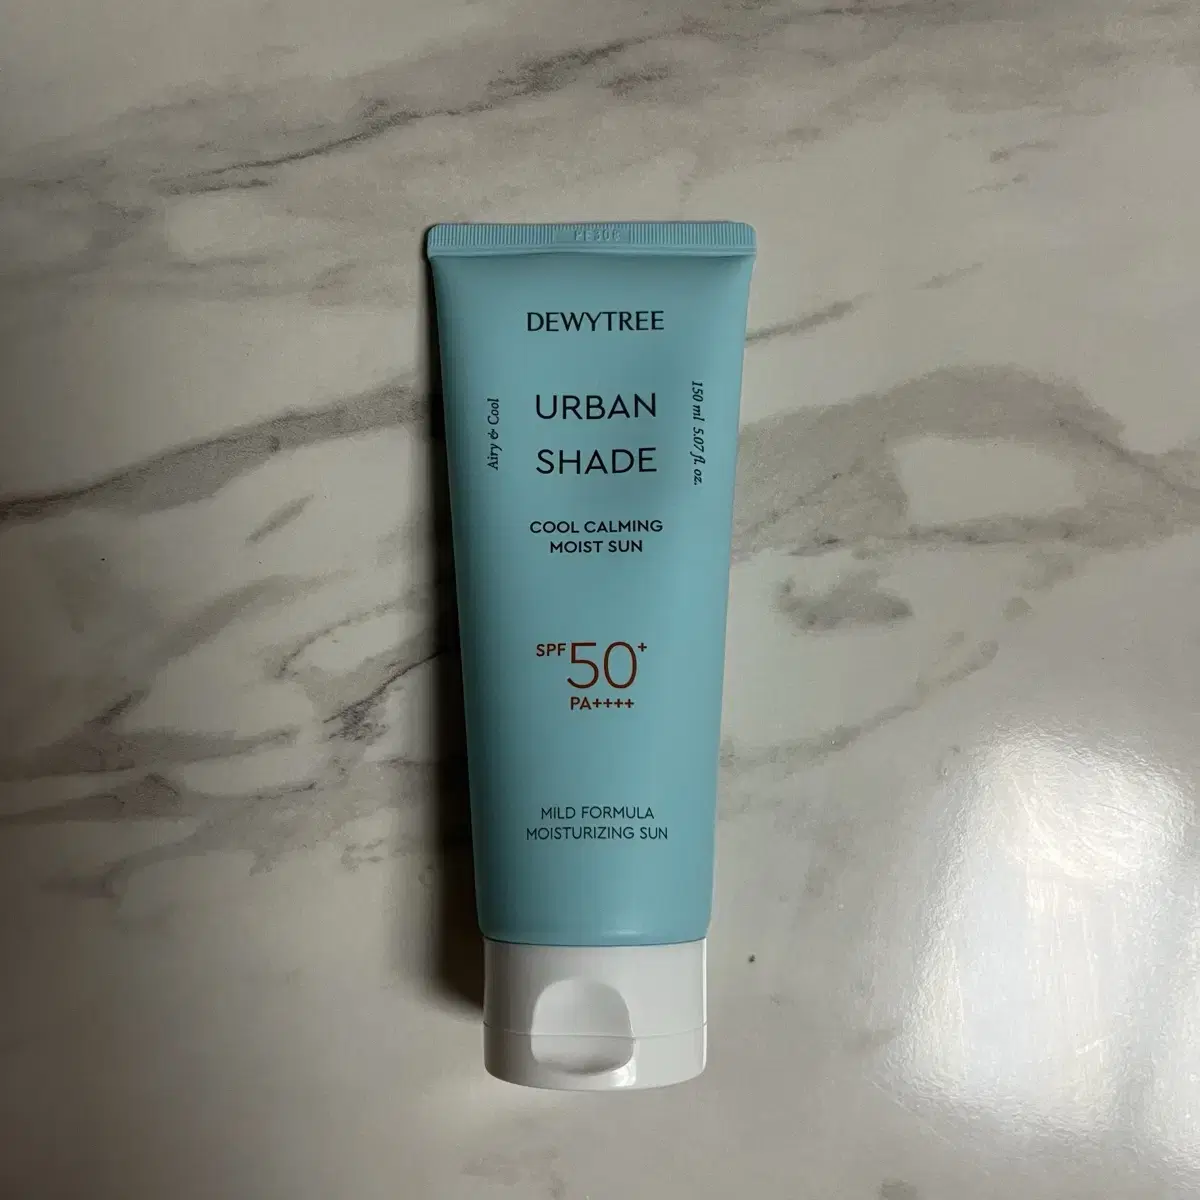 DEWYTREE
URBAN
SHADE
Airy & Cool
150 ml 5.07 fl. oz.
COOL CALMING
MOIST SUN
SPF 50+
PA++++
MILD FORMULA
MOISTURIZING SUN